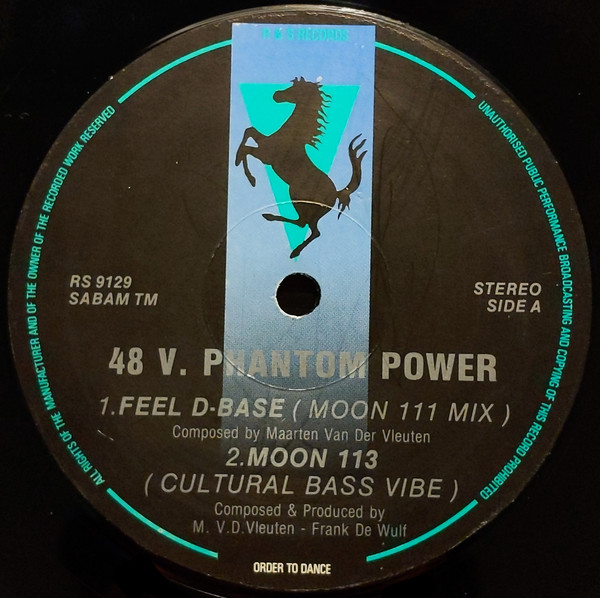 R & S RECORDS
ALL RIGHTS OF THE MANUFACTURER AND OF THE OWNER OF THE RECORDED WORK RESERVED
UNAUTHORISED PUBLIC PERFORMANCE BROADCASTING AND COPYING OF THIS RECORD PROHIBITED
RS 9129
SABAM TM
STEREO
SIDE A
48 V. PHANTOM POWER
1.FEEL D-BASE ( MOON 111 MIX )
Composed by Maarten Van Der Vleuten
2.MOON 113
( CULTURAL BASS VIBE )
Composed & Produced by
M. V.D.Vleuten - Frank De Wulf
ORDER TO DANCE